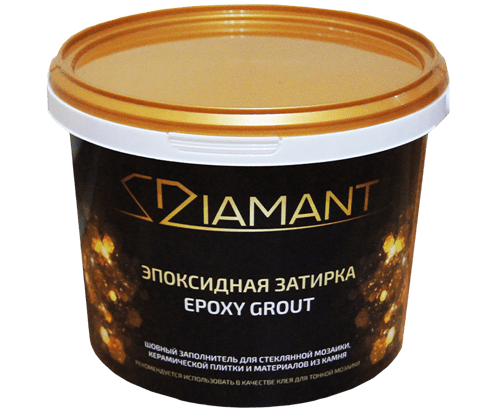 DIAMANT
ЭПОКСИДНАЯ ЗАТИРКА
EPOXY GROUT
ШОВНЫЙ ЗАПОЛНИТЕЛЬ ДЛЯ СТЕКЛЯННОЙ МОЗАИКИ,
КЕРАМИЧЕСКОЙ ПЛИТКИ И МАТЕРИАЛОВ ИЗ КАМНЯ
РЕКОМЕНДУЕТСЯ ИСПОЛЬЗОВАТЬ В КАЧЕСТВЕ КЛЕЯ ДЛЯ ТОНКОЙ МОЗАИКИ